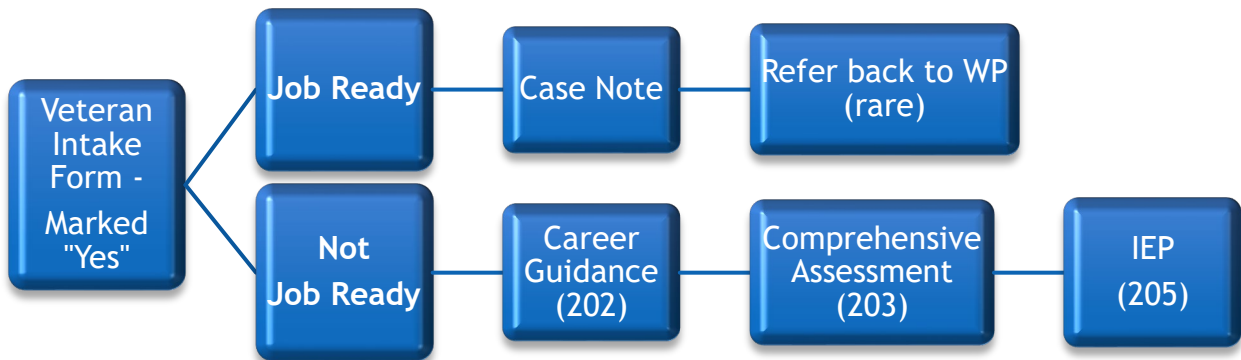 Veteran
Intake
Form -
Marked
"Yes"
Job Ready
Case Note
Refer back to WP
(rare)
Not
Job Ready
Career
Guidance
(202)
Comprehensive
Assessment
(203)
IEP
(205)